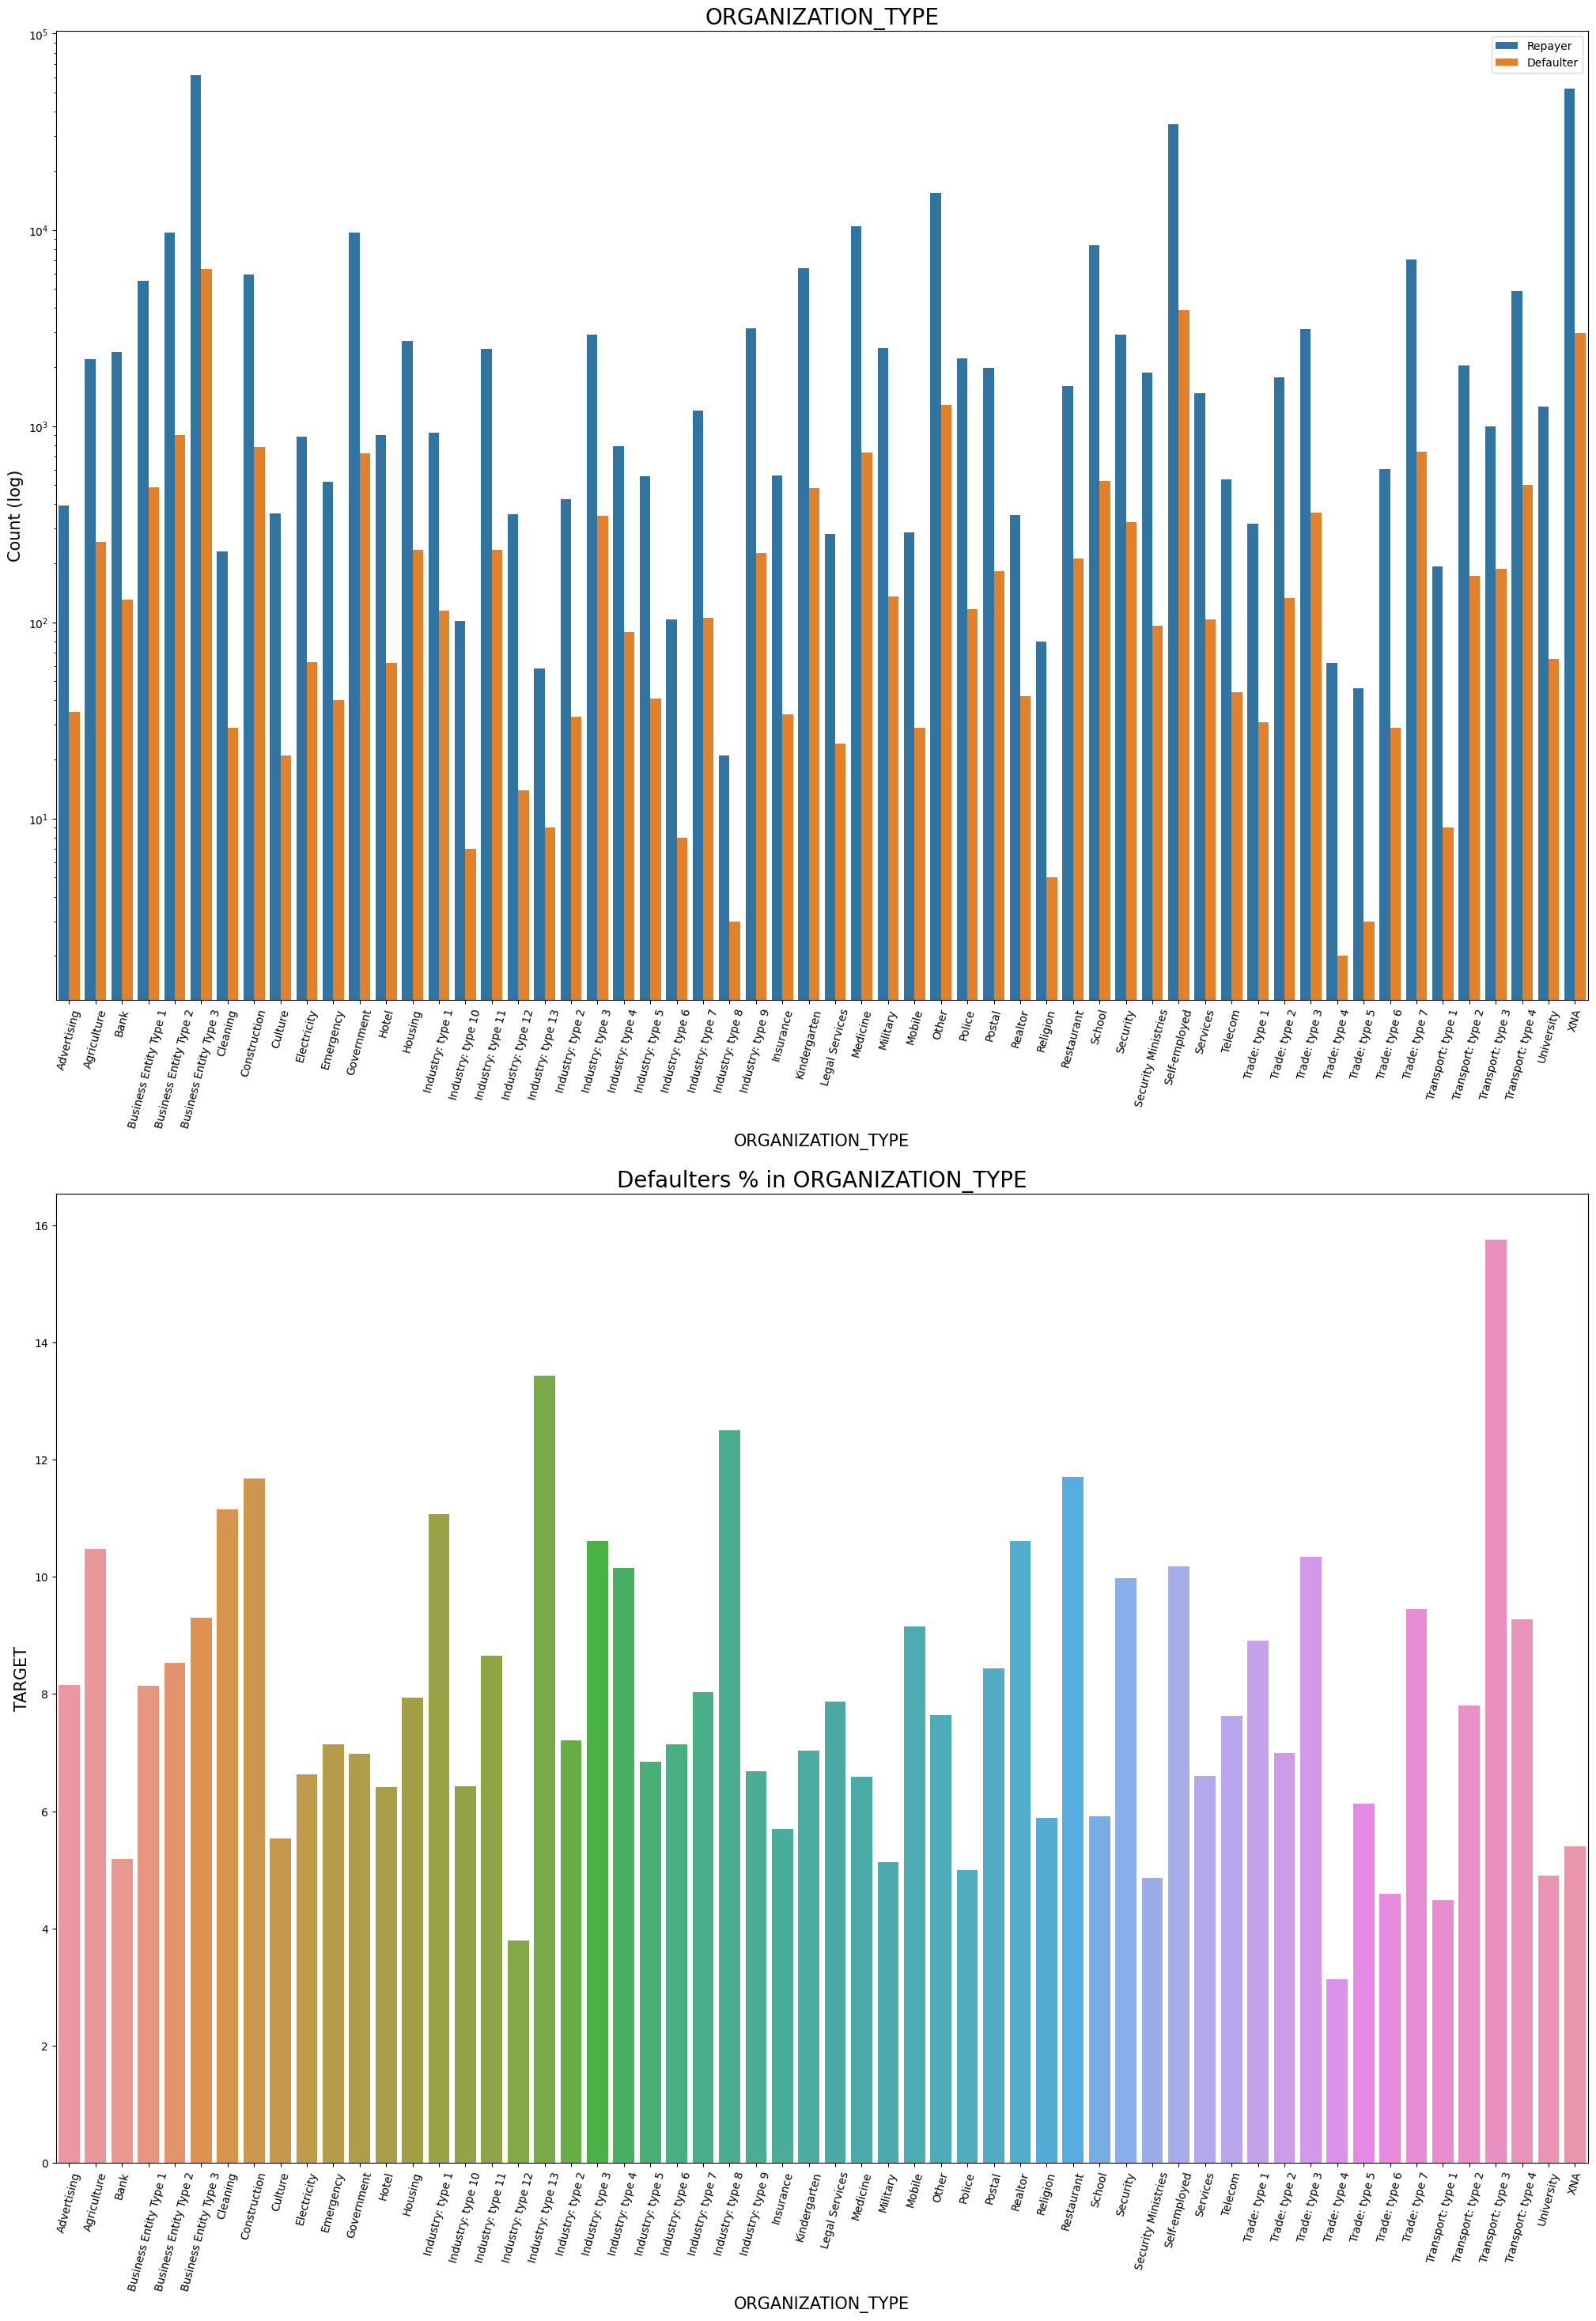 ORGANIZATION_TYPE
Repayer
Defaulter
Count (log)
10⁵
10⁴
10³
10²
10¹
Advertising
Agriculture
Bank
Business Entity Type 1
Business Entity Type 2
Business Entity Type 3
Cleaning
Construction
Culture
Electricity
Emergency
Government
Hotel
Housing
Industry: type 1
Industry: type 10
Industry: type 11
Industry: type 12
Industry: type 13
Industry: type 2
Industry: type 3
Industry: type 4
Industry: type 5
Industry: type 6
Industry: type 7
Industry: type 8
Industry: type 9
Insurance
Kindergarten
Legal Services
Medicine
Military
Mobile
Other
Police
Postal
Realtor
Religion
Restaurant
School
Security
Security Ministries
Self-employed
Services
Telecom
Trade: type 1
Trade: type 2
Trade: type 3
Trade: type 4
Trade: type 5
Trade: type 6
Trade: type 7
Transport: type 1
Transport: type 2
Transport: type 3
Transport: type 4
University
XNA
ORGANIZATION_TYPE
Defaulters % in ORGANIZATION_TYPE
TARGET
16
14
12
10
8
6
4
2
0
Advertising
Agriculture
Bank
Business Entity Type 1
Business Entity Type 2
Business Entity Type 3
Cleaning
Construction
Culture
Electricity
Emergency
Government
Hotel
Housing
Industry: type 1
Industry: type 10
Industry: type 11
Industry: type 12
Industry: type 13
Industry: type 2
Industry: type 3
Industry: type 4
Industry: type 5
Industry: type 6
Industry: type 7
Industry: type 8
Industry: type 9
Insurance
Kindergarten
Legal Services
Medicine
Military
Mobile
Other
Police
Postal
Realtor
Religion
Restaurant
School
Security
Security Ministries
Self-employed
Services
Telecom
Trade: type 1
Trade: type 2
Trade: type 3
Trade: type 4
Trade: type 5
Trade: type 6
Trade: type 7
Transport: type 1
Transport: type 2
Transport: type 3
Transport: type 4
University
XNA
ORGANIZATION_TYPE